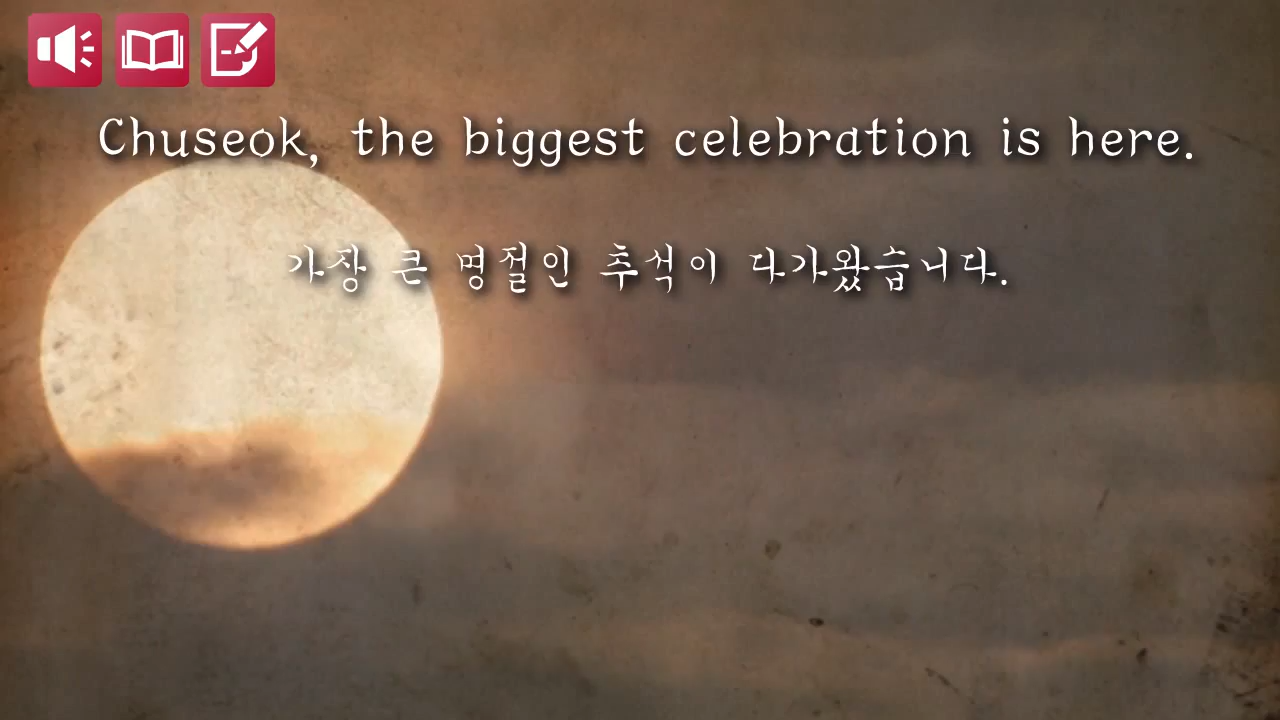 Chuseok, the biggest celebration is here.
가장 큰 명절인 추석이 다가왔습니다.